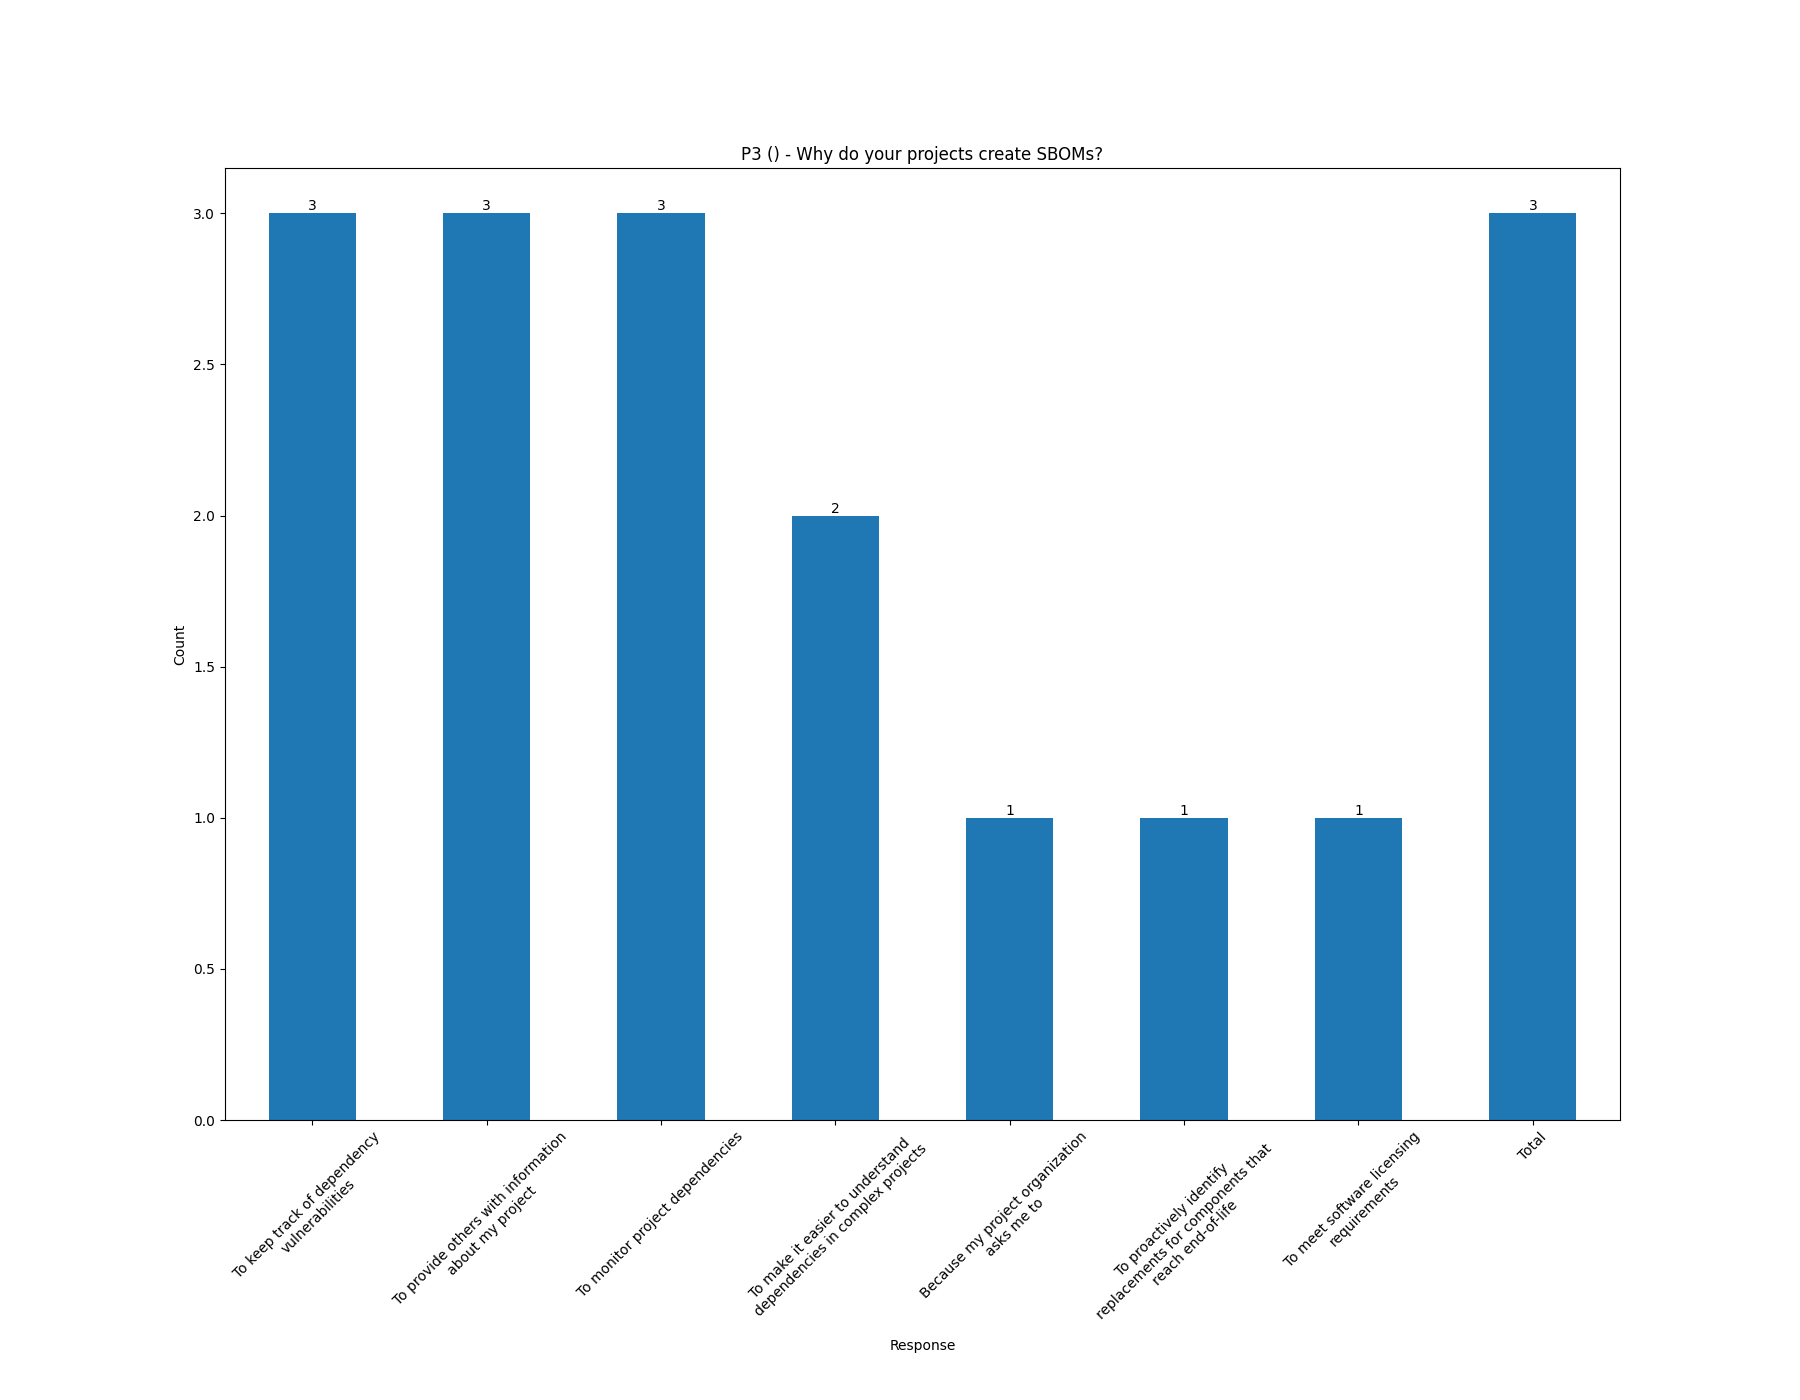 P3 () - Why do your projects create SBOMs?
3
3
3
2
1
1
1
3
3.0
2.5
2.0
1.5
1.0
0.5
0.0
Count
To keep track of dependency
vulnerabilities
To provide others with information
about my project
To monitor project dependencies
To make it easier to understand
dependencies in complex projects
Because my project organization
asks me to
To proactively identify
replacements for components that
reach end-of-life
To meet software licensing
requirements
Total
Response